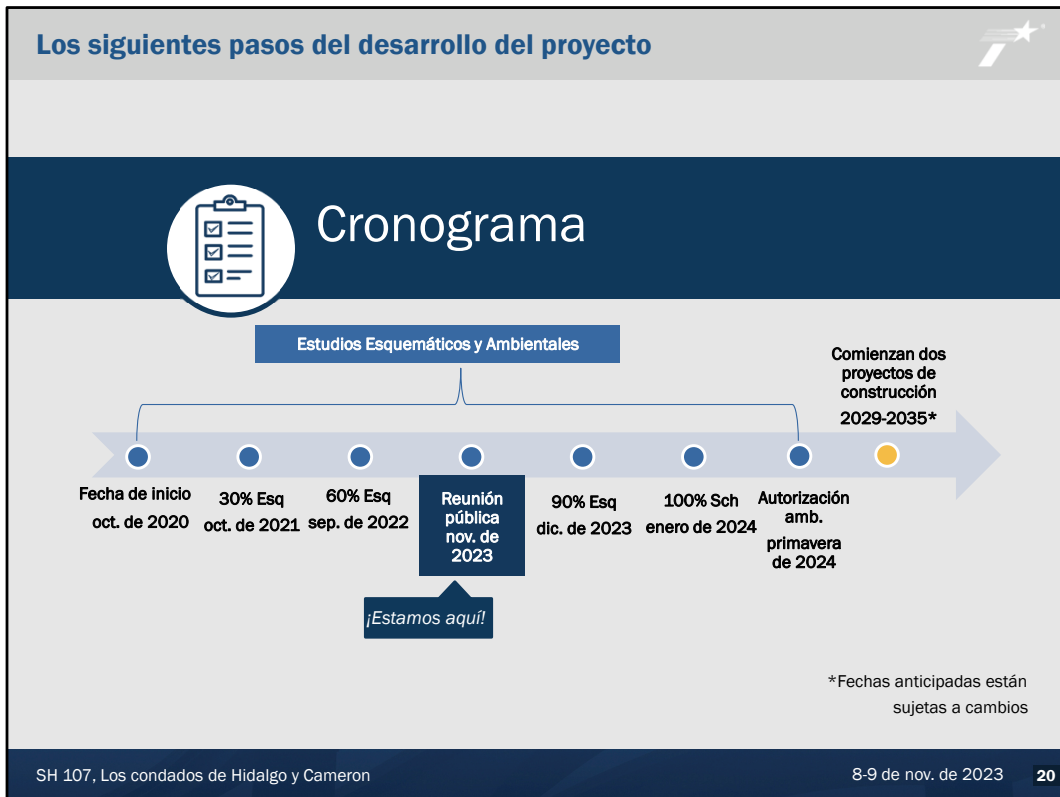 Los siguientes pasos del desarrollo del proyecto
Cronograma
Estudios Esquemáticos y Ambientales
Comienzan dos
proyectos de
construcción
2029-2035*
Fecha de inicio
oct. de 2020
30% Esq
oct. de 2021
60% Esq
sep. de 2022
Reunión
pública
nov. de
2023
90% Esq
dic. de 2023
100% Sch
enero de 2024
Autorización
amb.
primavera
de 2024
¡Estamos aquí!
*Fechas anticipadas están
sujetas a cambios
SH 107, Los condados de Hidalgo y Cameron
8-9 de nov. de 2023
20